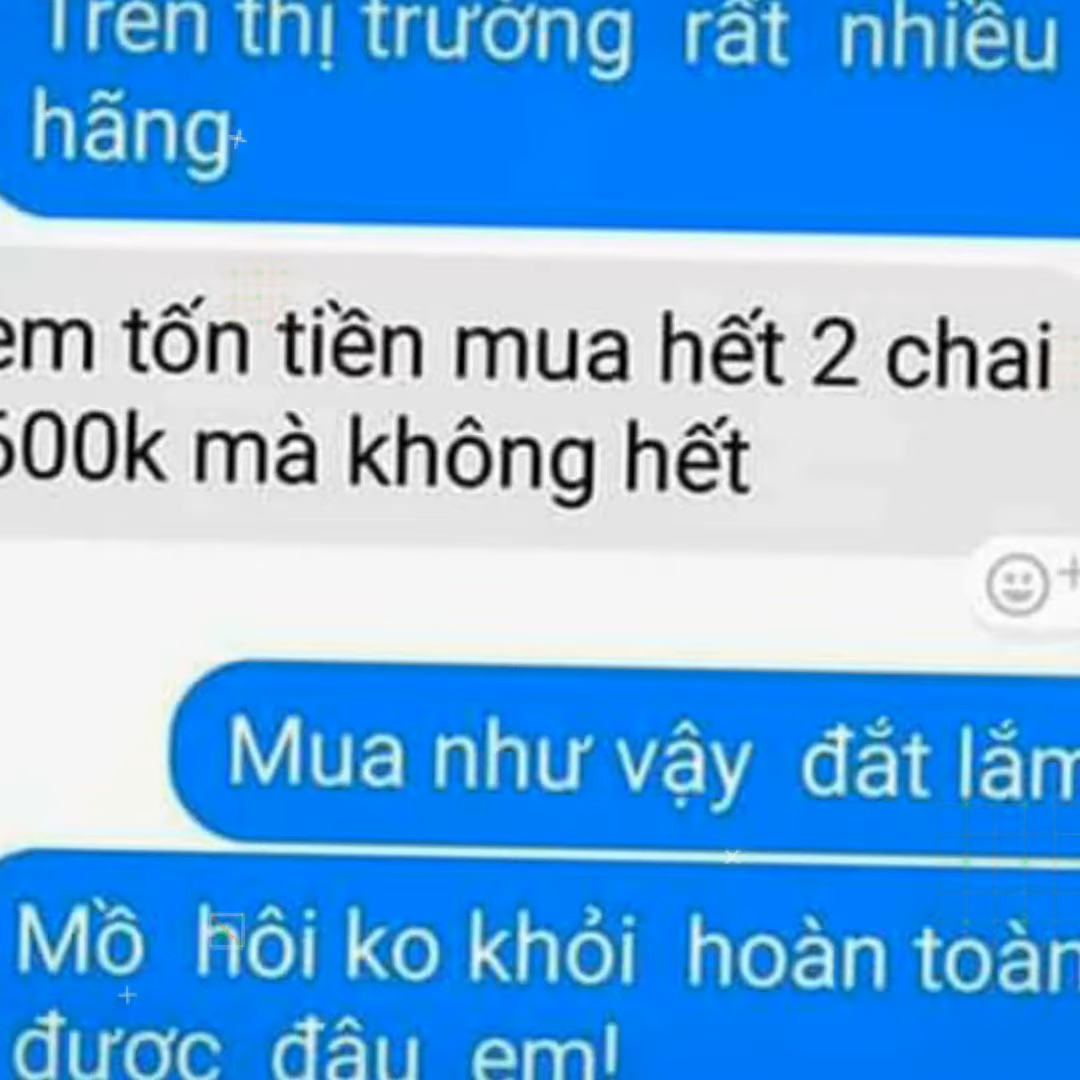 Trên thị trường rất nhiều
hãng
em tốn tiền mua hết 2 chai
600k mà không hết
Mua như vậy đắt lắm
Mồ hôi ko khỏi hoàn toàn
được đâu em!